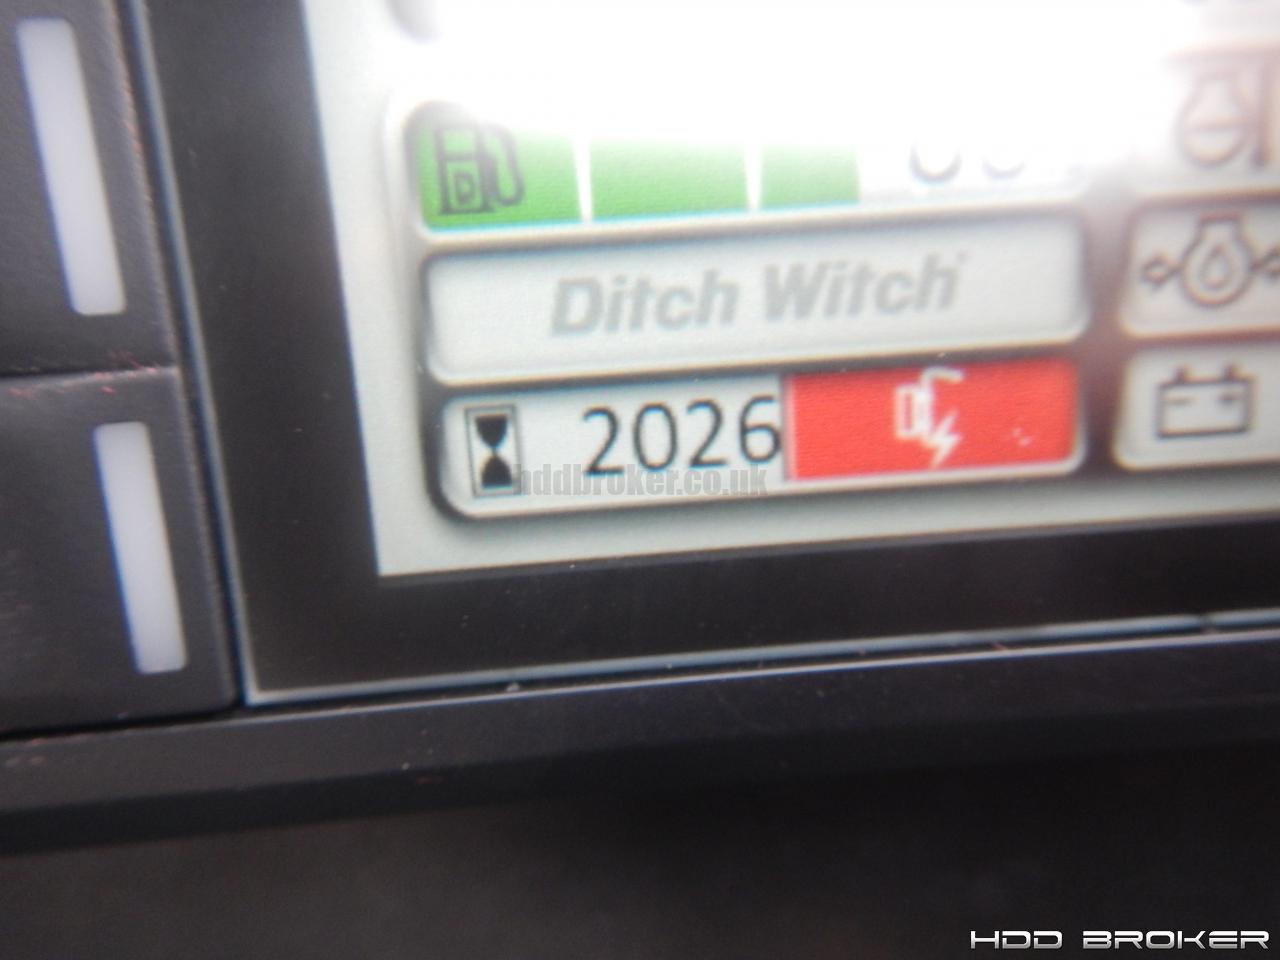 D
Ditch Witch
2026
hddbroker.co.uk
HDD BROKER